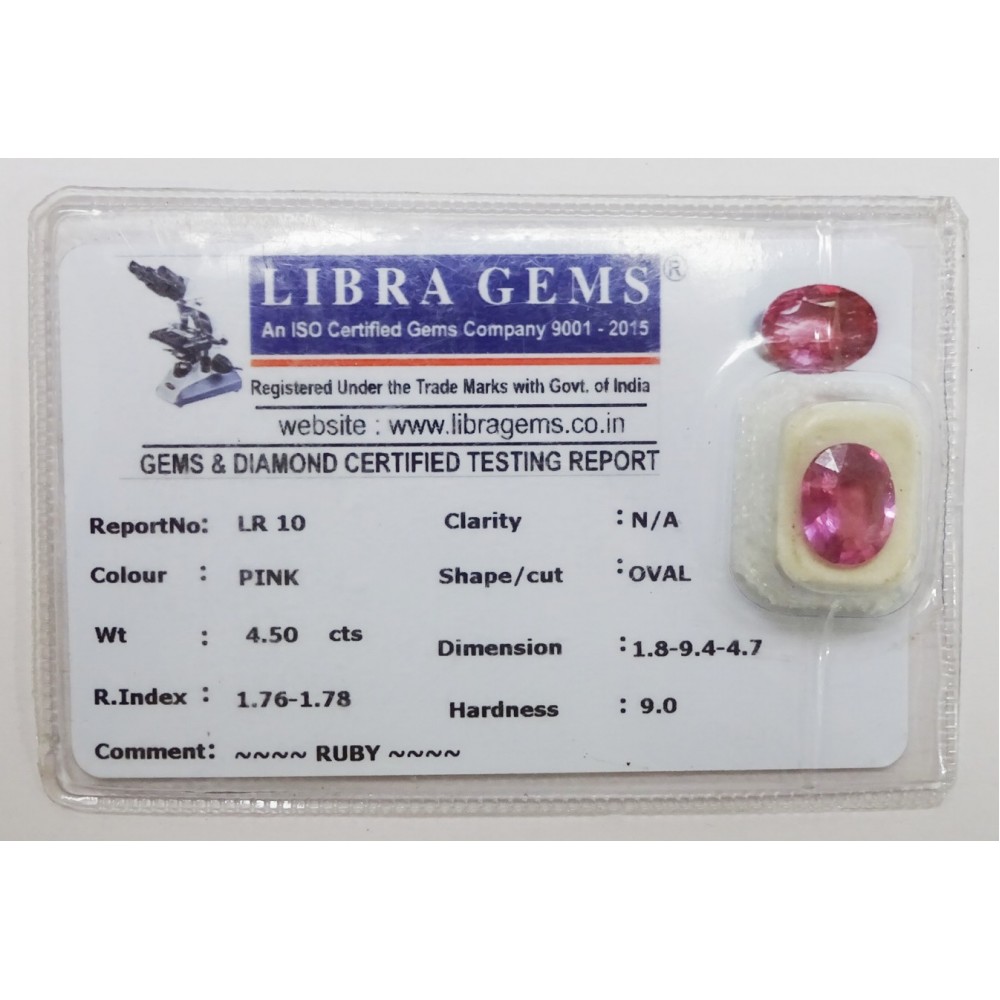 LIBRA GEMS®
An ISO Certified Gems Company 9001 - 2015
Registered Under the Trade Marks with Govt. of India
website : www.libragems.co.in
GEMS & DIAMOND CERTIFIED TESTING REPORT
ReportNo: LR 10 Clarity : N/A
Colour : PINK Shape/cut : OVAL
Wt : 4.50 cts Dimension : 1.8-9.4-4.7
R.Index : 1.76-1.78 Hardness : 9.0
Comment: ~~~~ RUBY ~~~~